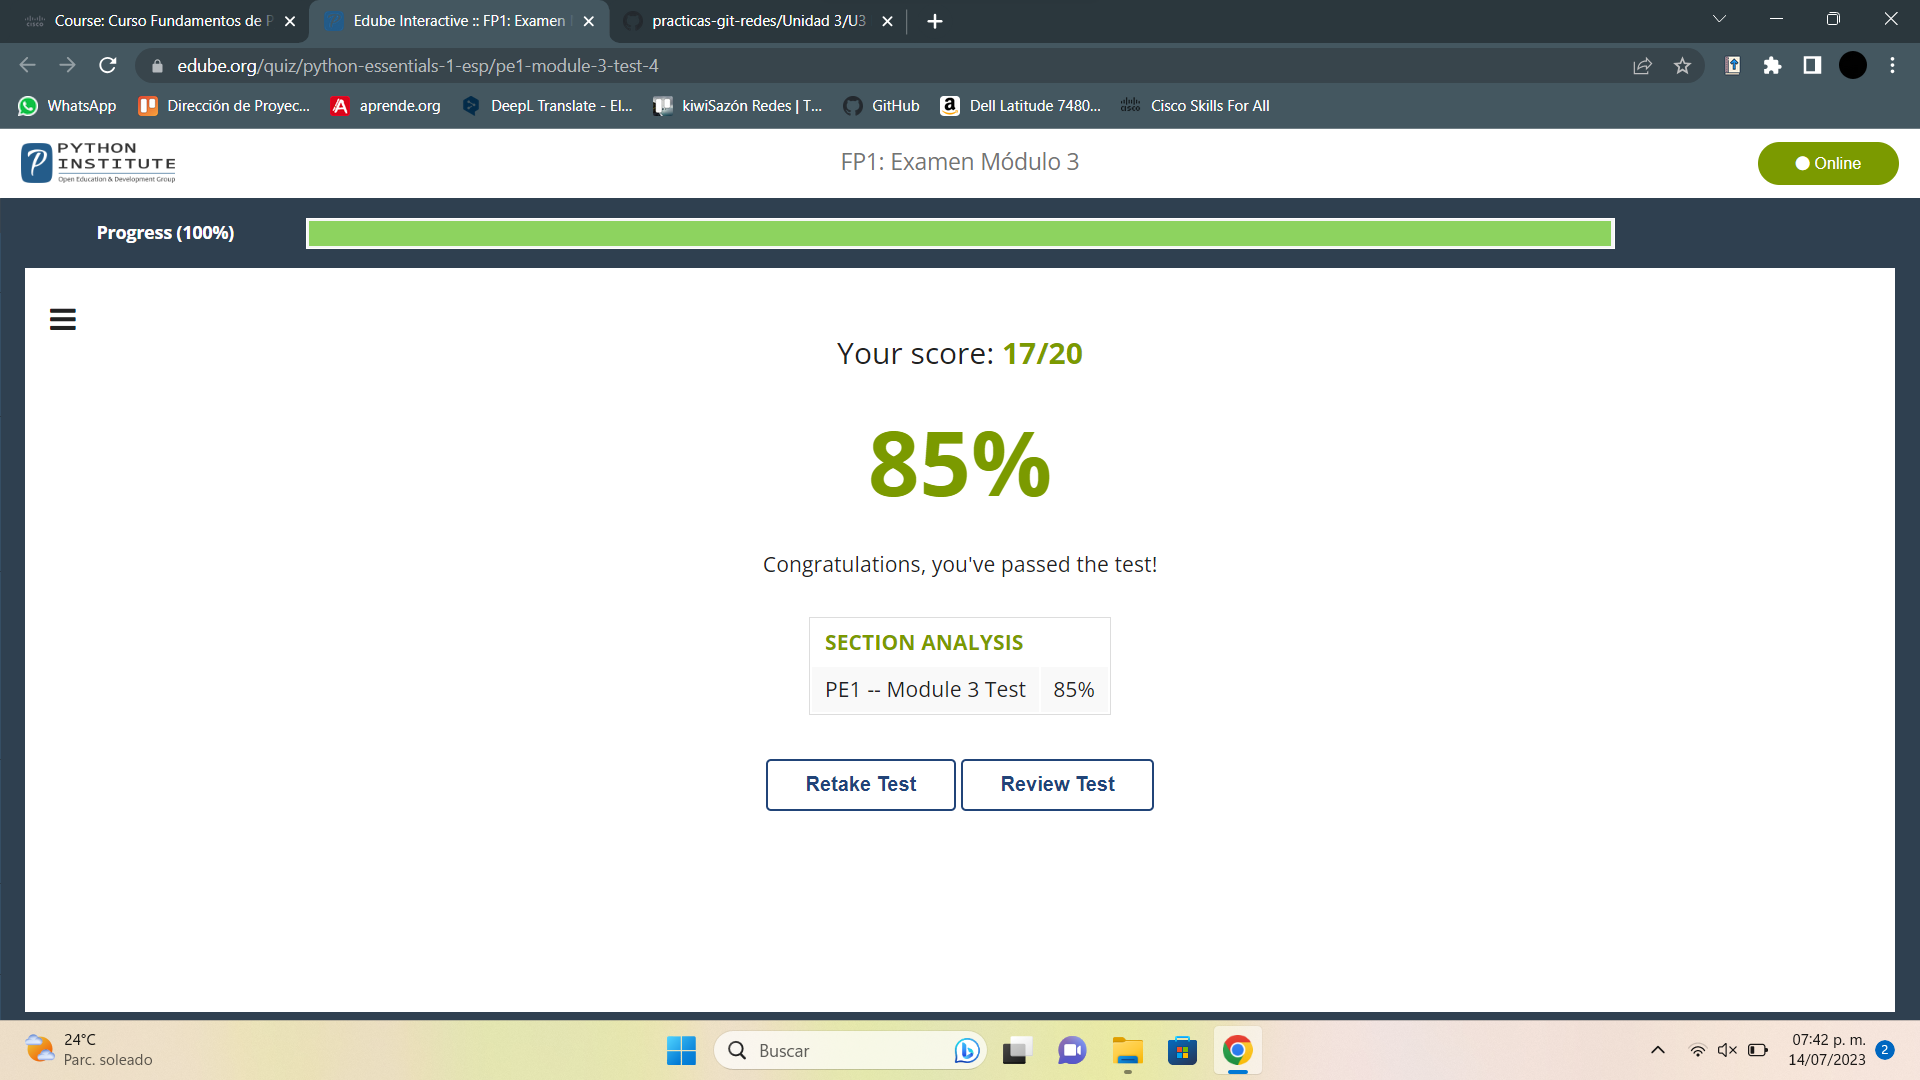 Course: Curso Fundamentos de P
Edube Interactive :: FP1: Examen
practicas-git-redes/Unidad 3/U3
edube.org/quiz/python-essentials-1-esp/pe1-module-3-test-4
WhatsApp
Dirección de Proyec...
aprende.org
DeepL Translate - El...
kiwiSazón Redes | T...
GitHub
Dell Latitude 7480...
Cisco Skills For All
PYTHON
INSTITUTE
Open Education & Development Group
FP1: Examen Módulo 3
Online
Progress (100%)
Your score: 17/20
85%
Congratulations, you've passed the test!
SECTION ANALYSIS
PE1 -- Module 3 Test 85%
Retake Test
Review Test
24°C
Parc. soleado
Buscar
07:42 p. m.
14/07/2023
2